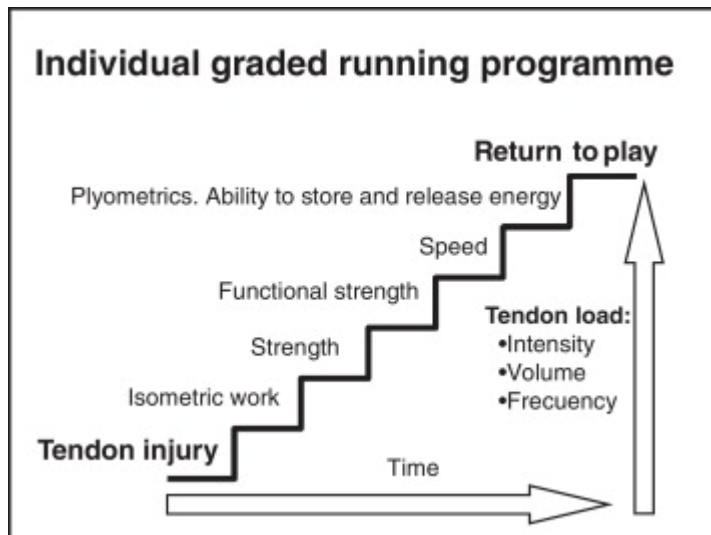 Individual graded running programme
Return to play
Plyometrics. Ability to store and release energy
Speed
Functional strength
Tendon load:
•Intensity
Strength
•Volume
Isometric work
•Frecuency
Tendon injury
Time